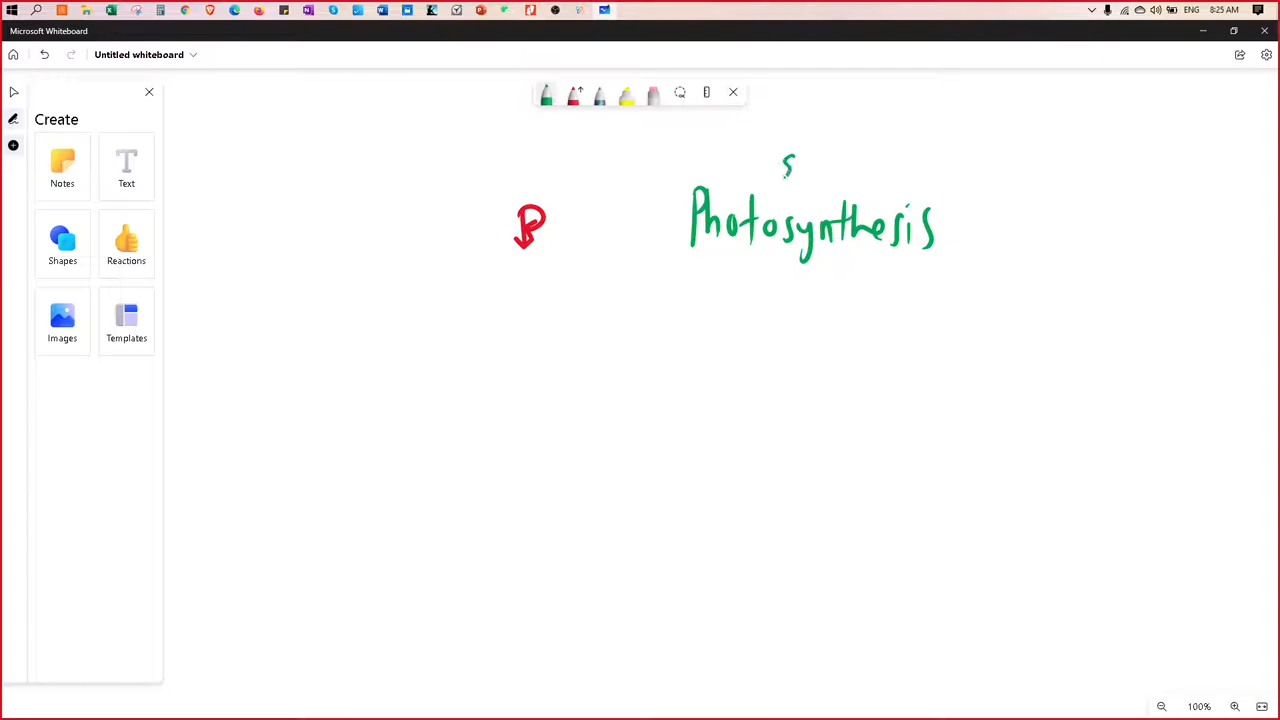 8:25 AM
ENG
Microsoft Whiteboard
Untitled whiteboard
Create
Notes
Text
Shapes
Reactions
Images
Templates
s
Photosynthesis
100%